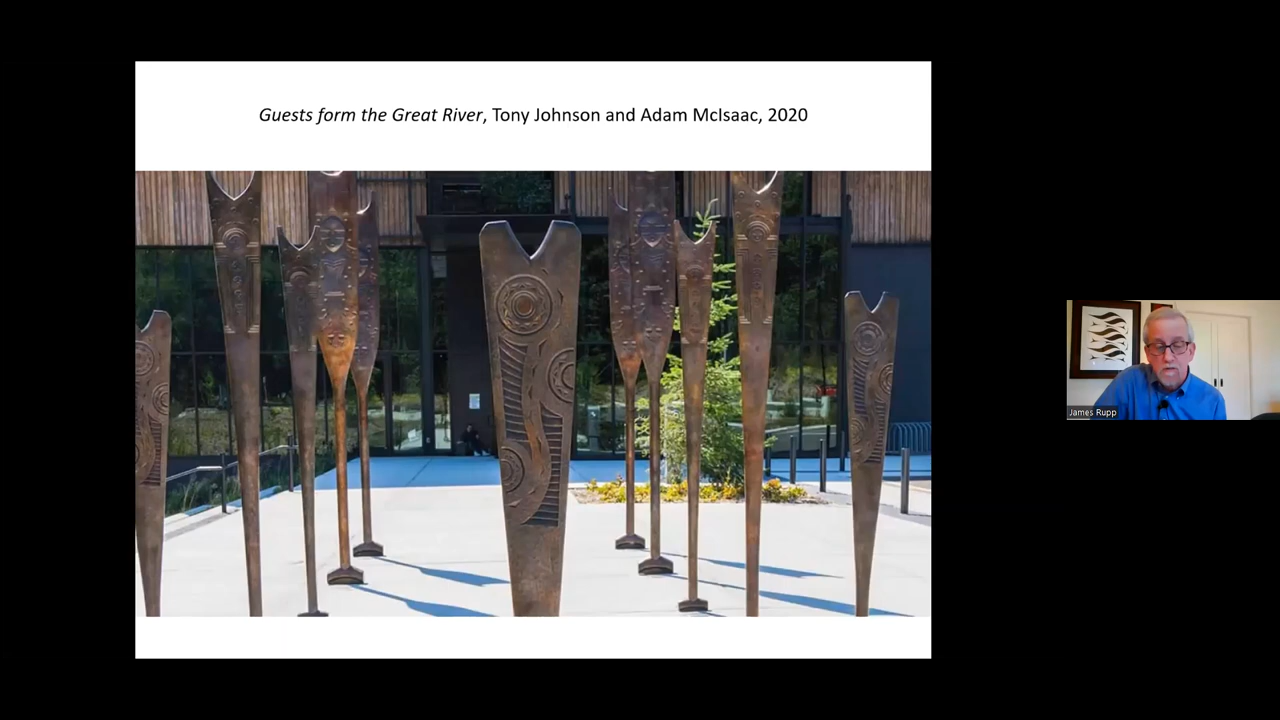 Guests form the Great River, Tony Johnson and Adam McIsaac, 2020
James Rupp